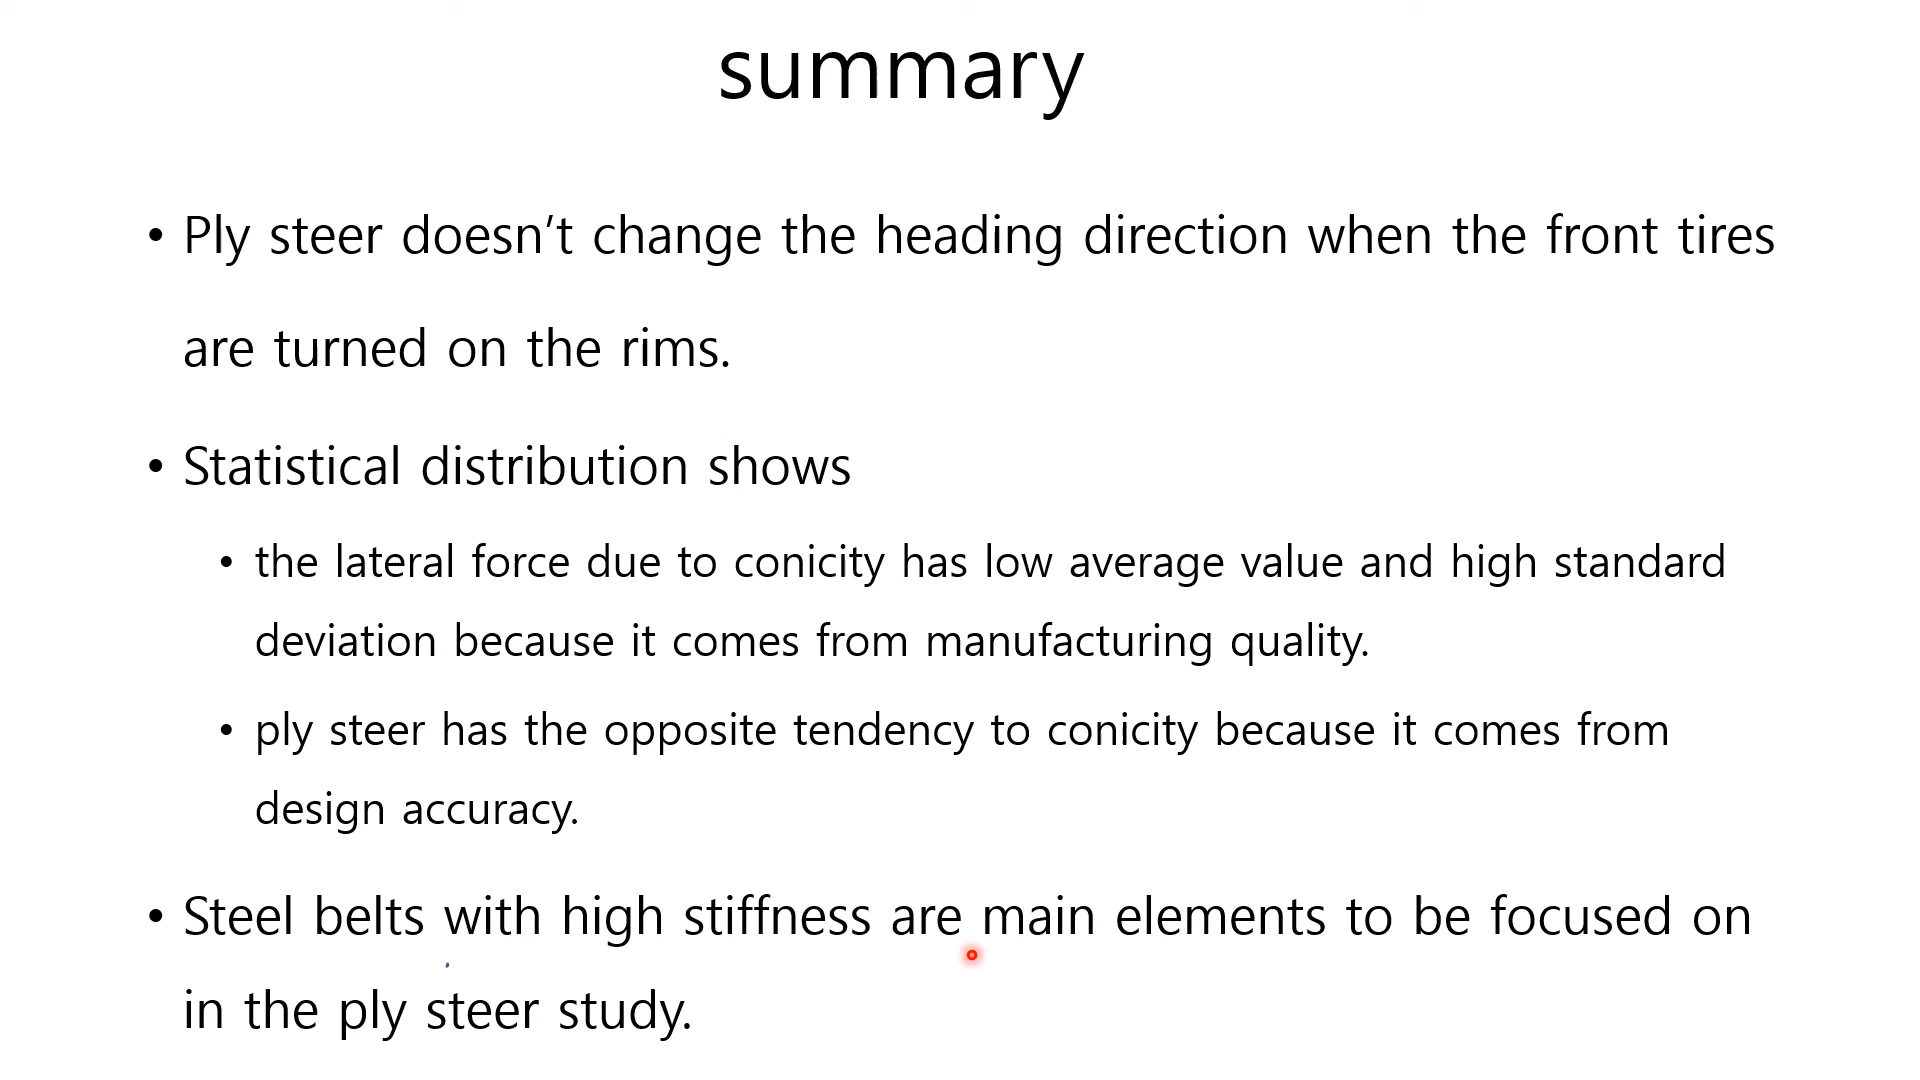 summary
• Ply steer doesn’t change the heading direction when the front tires
are turned on the rims.
• Statistical distribution shows
• the lateral force due to conicity has low average value and high standard
deviation because it comes from manufacturing quality.
• ply steer has the opposite tendency to conicity because it comes from
design accuracy.
• Steel belts with high stiffness are main elements to be focused on
in the ply steer study.